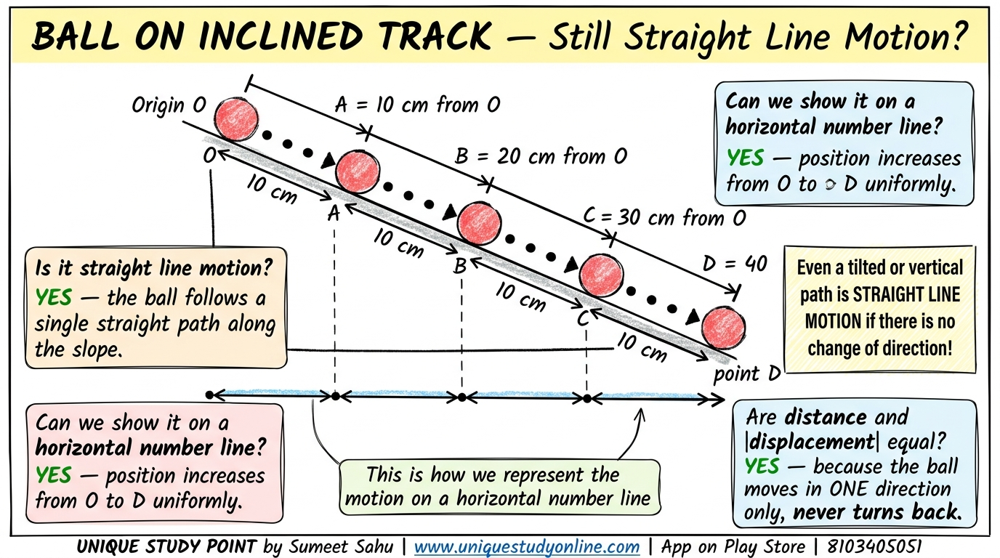 BALL ON INCLINED TRACK — Still Straight Line Motion?
Origin O
A = 10 cm from O
B = 20 cm from O
C = 30 cm from O
D = 40
O
10 cm
A
10 cm
B
10 cm
C
10 cm
point D
Can we show it on a
horizontal number line?
YES — position increases
from O to D uniformly.
Is it straight line motion?
YES — the ball follows a
single straight path along
the slope.
Even a tilted or vertical
path is STRAIGHT LINE
MOTION if there is no
change of direction!
Can we show it on a
horizontal number line?
YES — position increases
from O to D uniformly.
This is how we represent the
motion on a horizontal number line
Are distance and
|displacement| equal?
YES — because the ball
moves in ONE direction
only, never turns back.
UNIQUE STUDY POINT by Sumeet Sahu | www.uniquestudyonline.com | App on Play Store | 8103405051